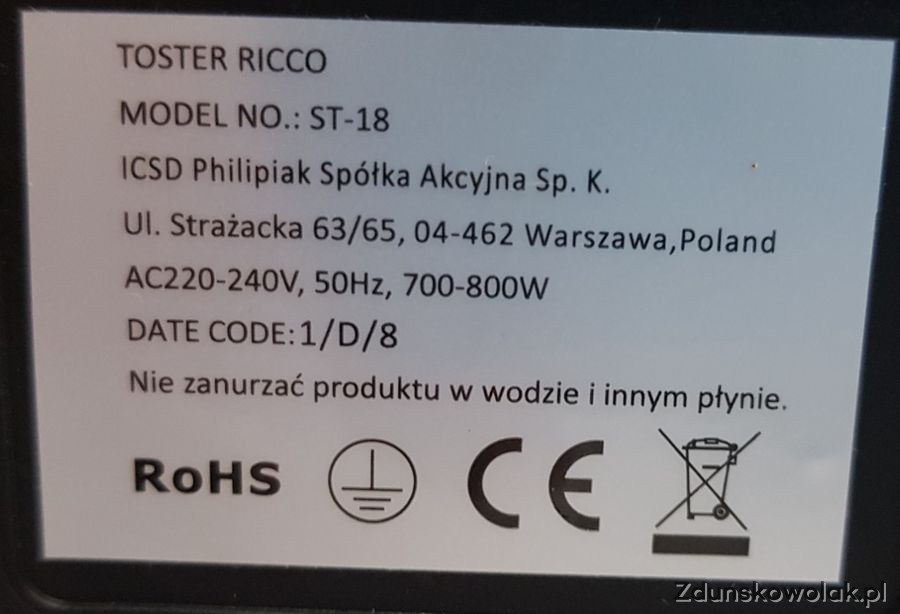 TOSTER RICCO
MODEL NO.: ST-18
ICSD Philipiak Spółka Akcyjna Sp. K.
Ul. Strażacka 63/65, 04-462 Warszawa,Poland
AC220-240V, 50Hz, 700-800W
DATE CODE:1/D/8
Nie zanurzać produktu w wodzie i innym płynie.
RoHS CE
Zdunskowolak.pl